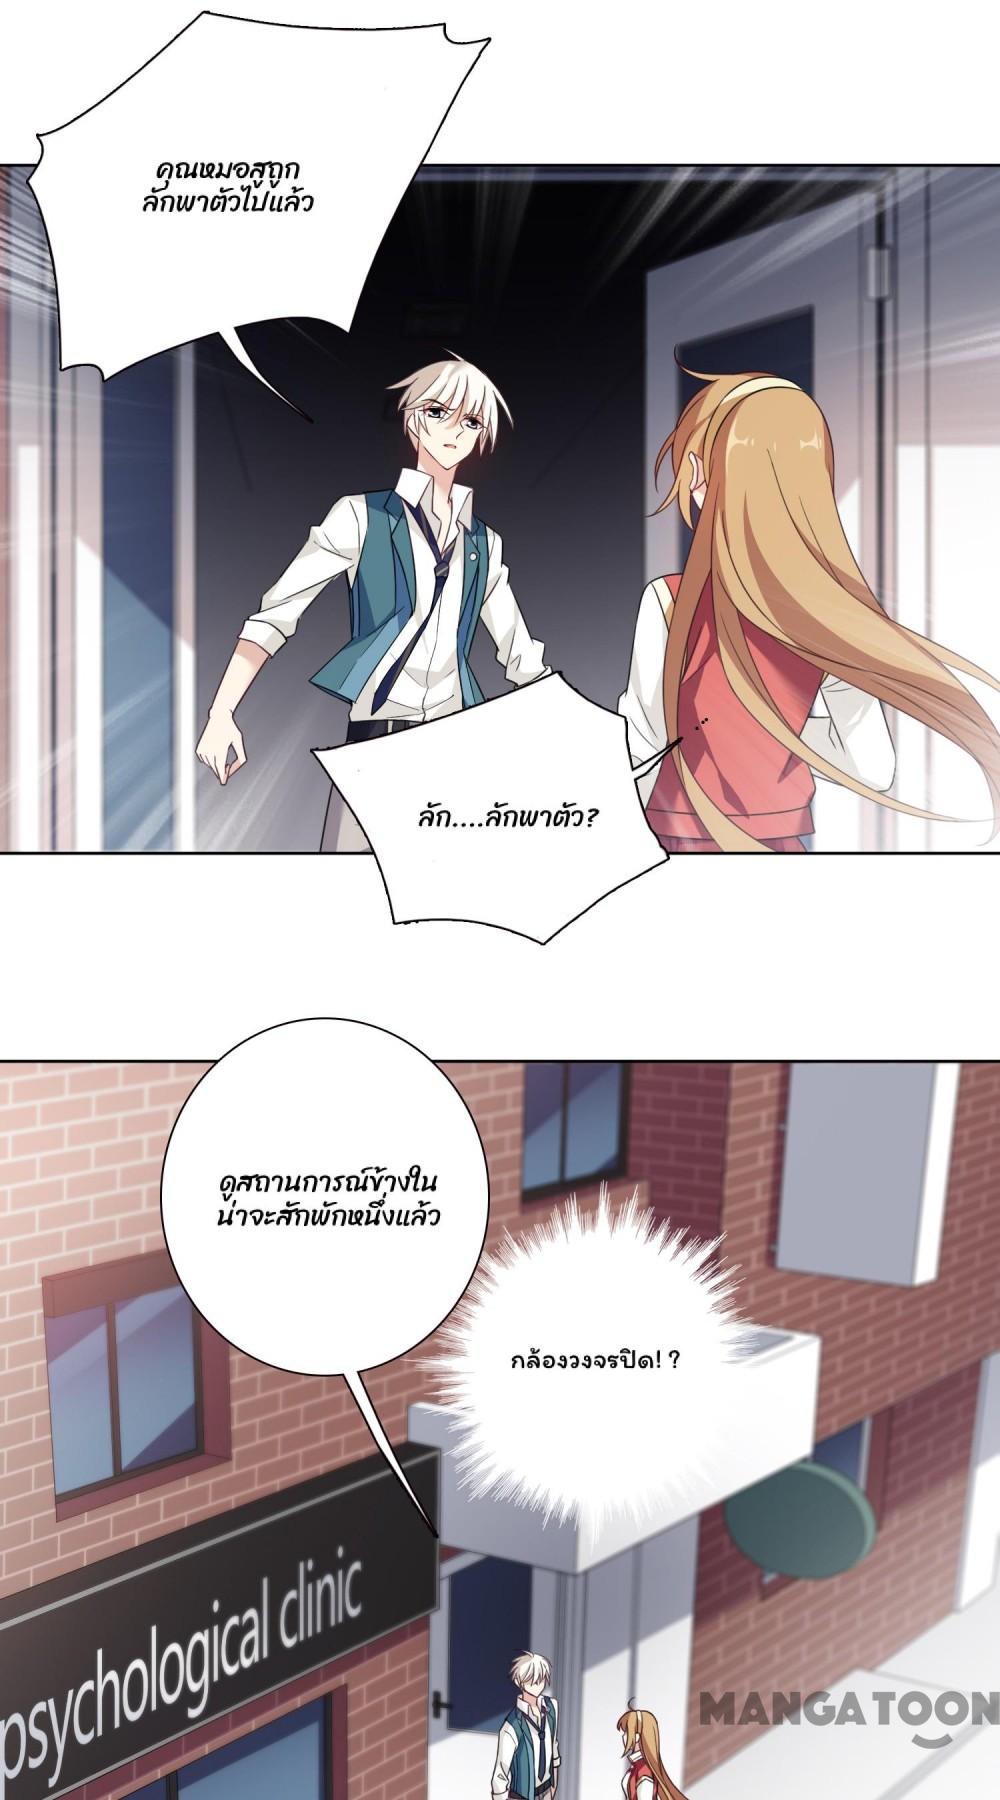 คุณหมอสูถูก
ลักพาตัวไปแล้ว
ลัก....ลักพาตัว?
ดูสถานการณ์ข้างใน
น่าจะสักพักหนึ่งแล้ว
กล้องวงจรปิด!?
psychological clinic
MANGATOON